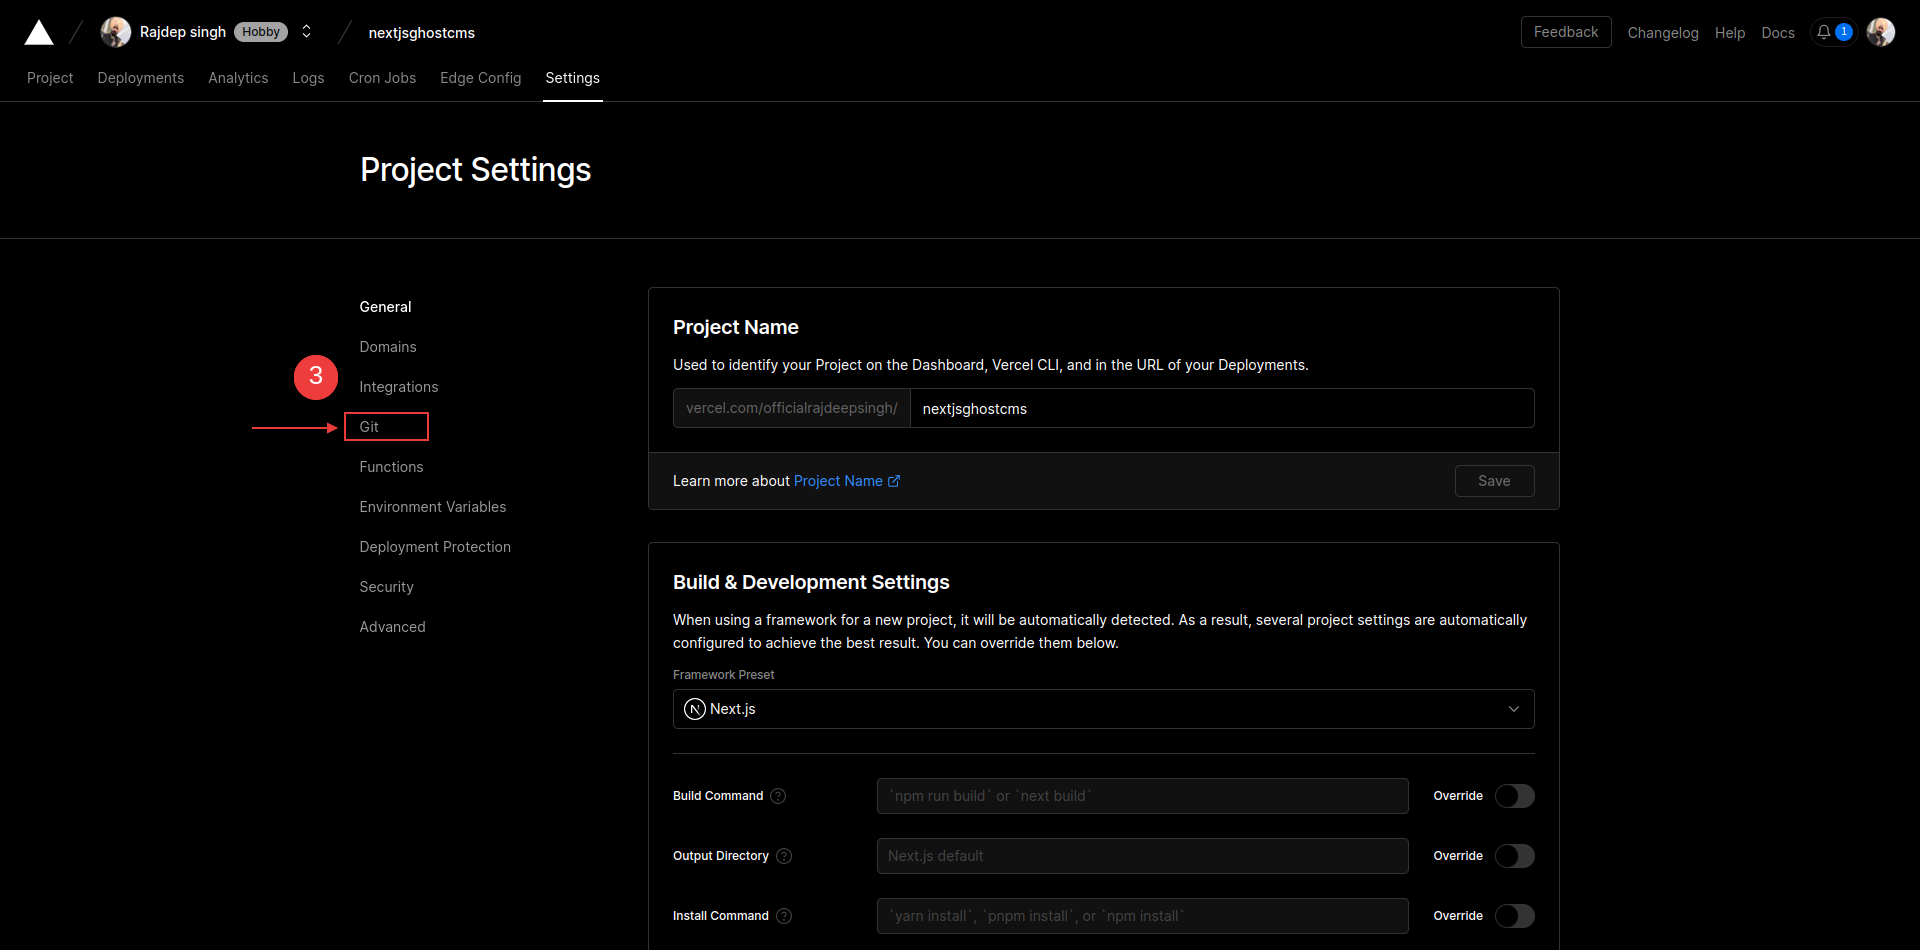 Rajdep singh Hobby nextjsghostcms Feedback Changelog Help Docs 1
Project Deployments Analytics Logs Cron Jobs Edge Config Settings
Project Settings
General
Domains
3
Integrations
Git
Functions
Environment Variables
Deployment Protection
Security
Advanced
Project Name
Used to identify your Project on the Dashboard, Vercel CLI, and in the URL of your Deployments.
vercel.com/officialrajdeepsingh/ nextjsghostcms
Learn more about Project Name Save
Build & Development Settings
When using a framework for a new project, it will be automatically detected. As a result, several project settings are automatically
configured to achieve the best result. You can override them below.
Framework Preset
N Next.js
Build Command ? `npm run build` or `next build` Override
Output Directory ? Next.js default Override
Install Command ? `yarn install`, `pnpm install`, or `npm install` Override